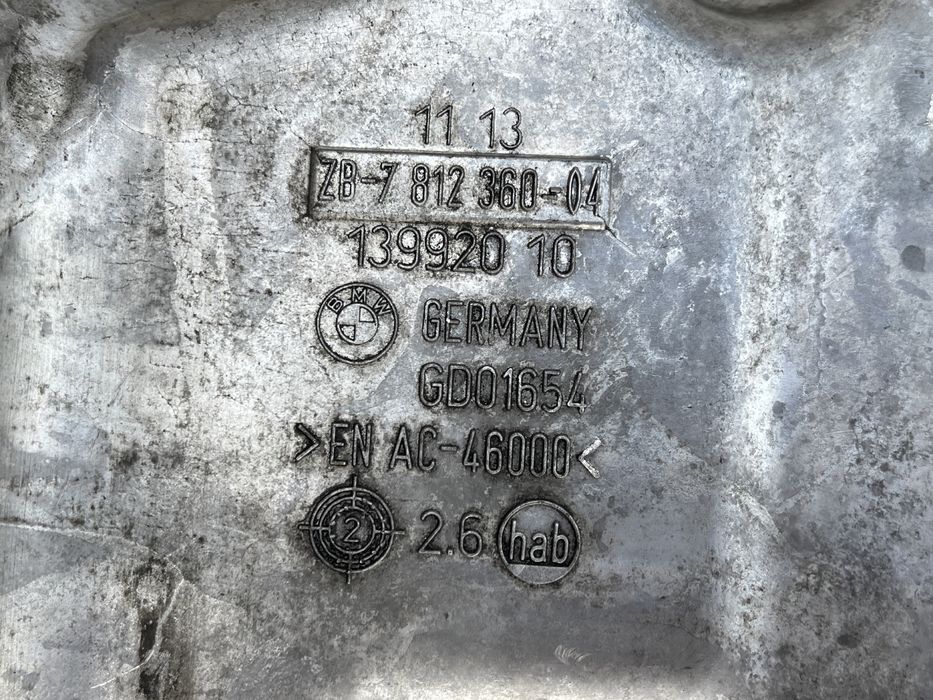 11 13
ZB-7 812 360-04
139920 10
BMW GERMANY
GD01654
>EN AC-46000<
2 2.6 hab